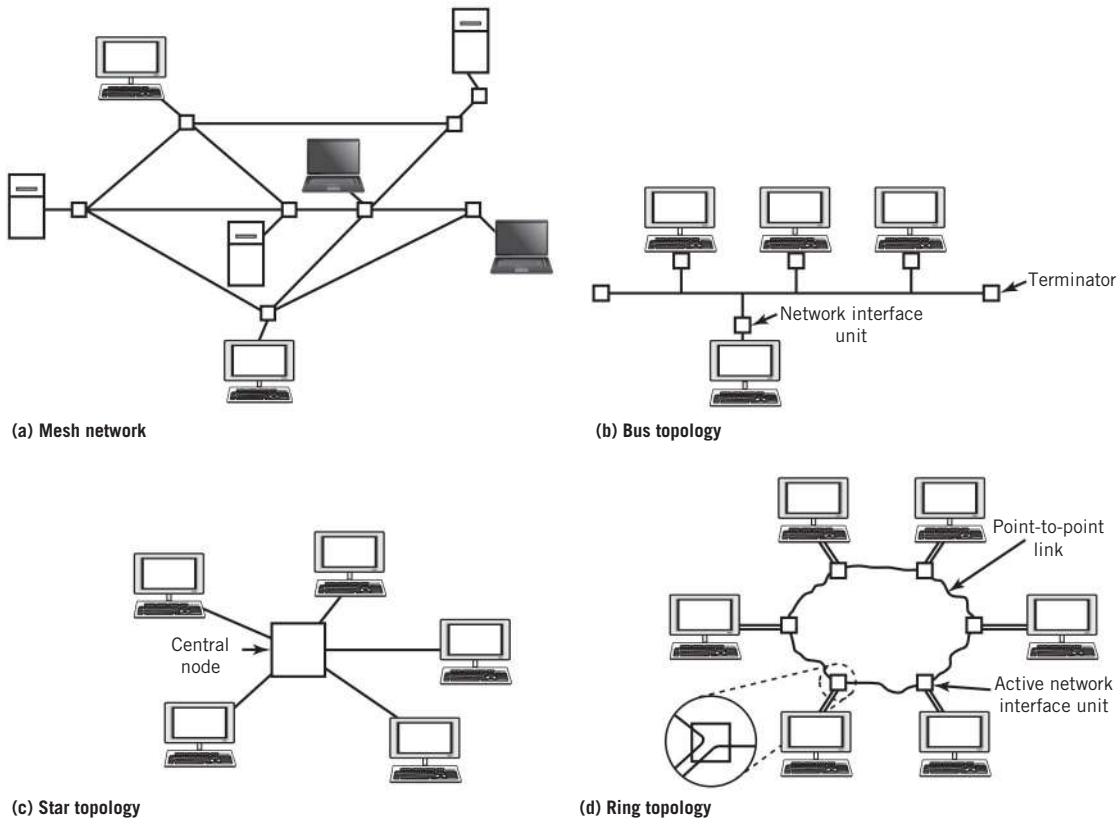 (a) Mesh network
Terminator
Network interface
unit
(b) Bus topology
Central
node
(c) Star topology
Point-to-point
link
Active network
interface unit
(d) Ring topology